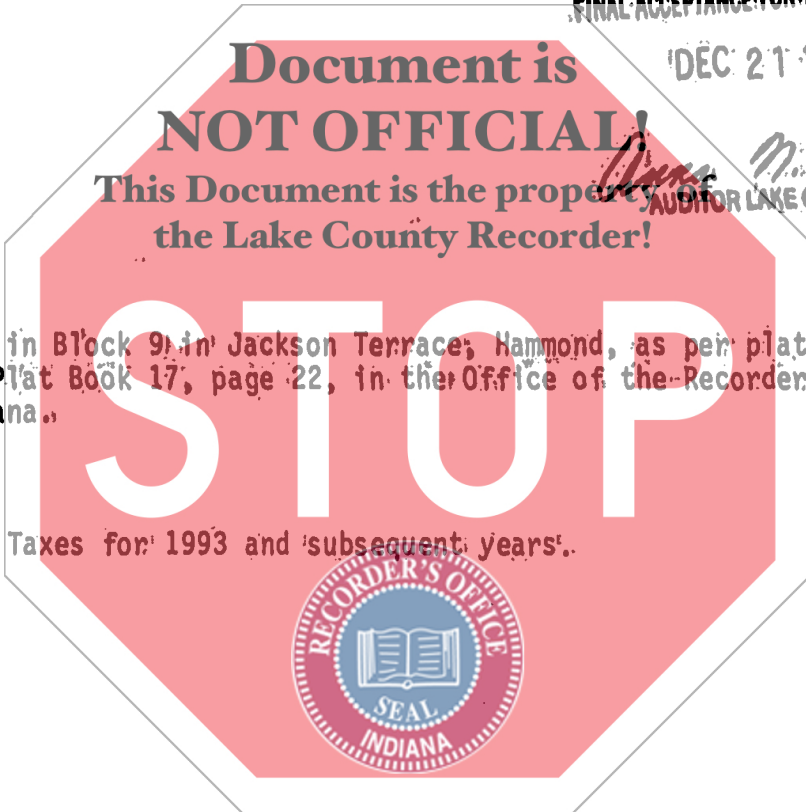 FINAL ACCEPTANCE FOR
DEC 21
Document is
NOT OFFICIAL!
This Document is the property of
the Lake County Recorder!
AUDITOR LAKE
in Block 9 in Jackson Terrace, Hammond, as per plat
Plat Book 17, page 22, in the Office of the Recorder
na.
STOP
Taxes for 1993 and subsequent years.
RECORDER'S OFFICE
SEAL
INDIANA